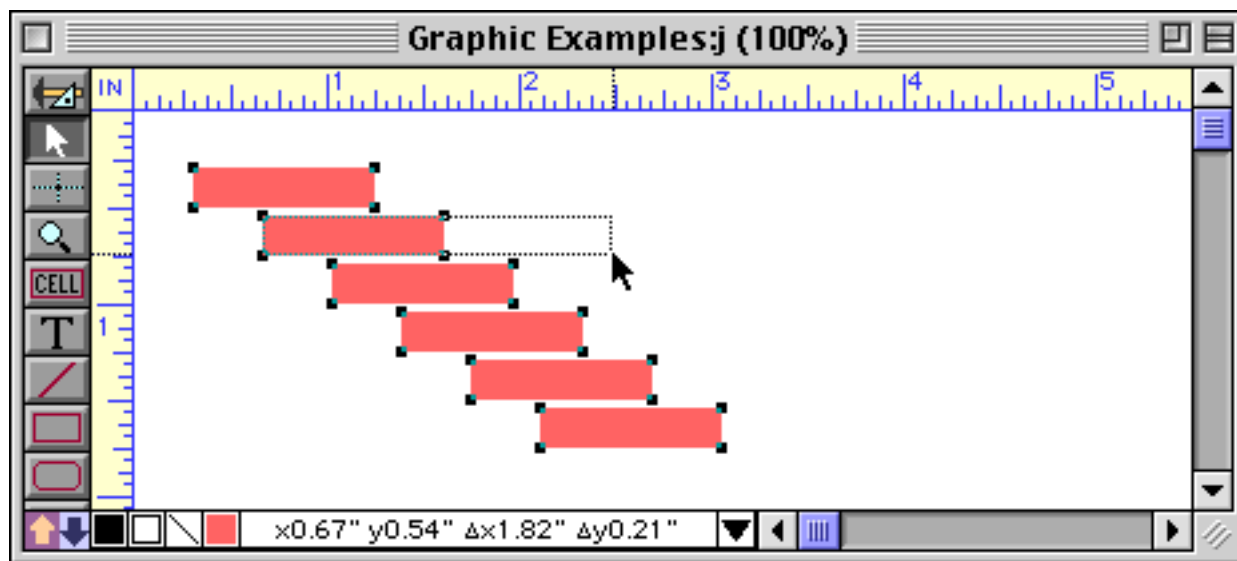 Graphic Examples:j (100%)
IN 1 2 3 4 5
CELL
T
1
x0.67" y0.54" Δx1.82" Δy0.21"